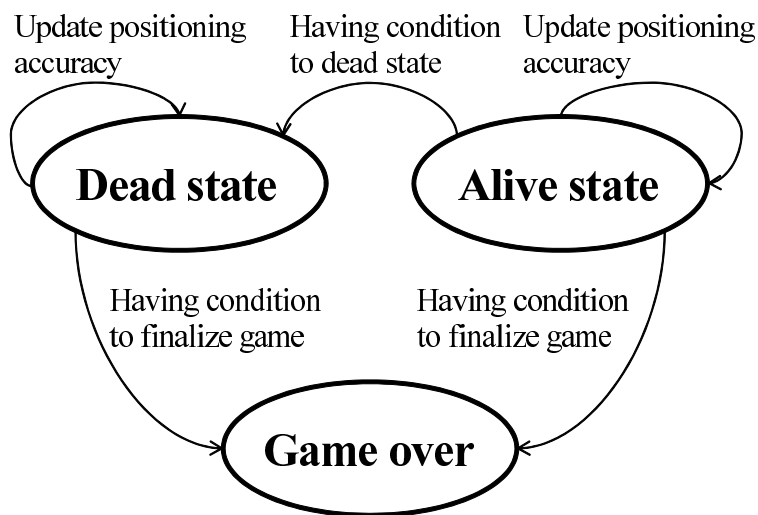 Update positioning
accuracy
Having condition
to dead state
Update positioning
accuracy
Dead state
Alive state
Having condition
to finalize game
Having condition
to finalize game
Game over